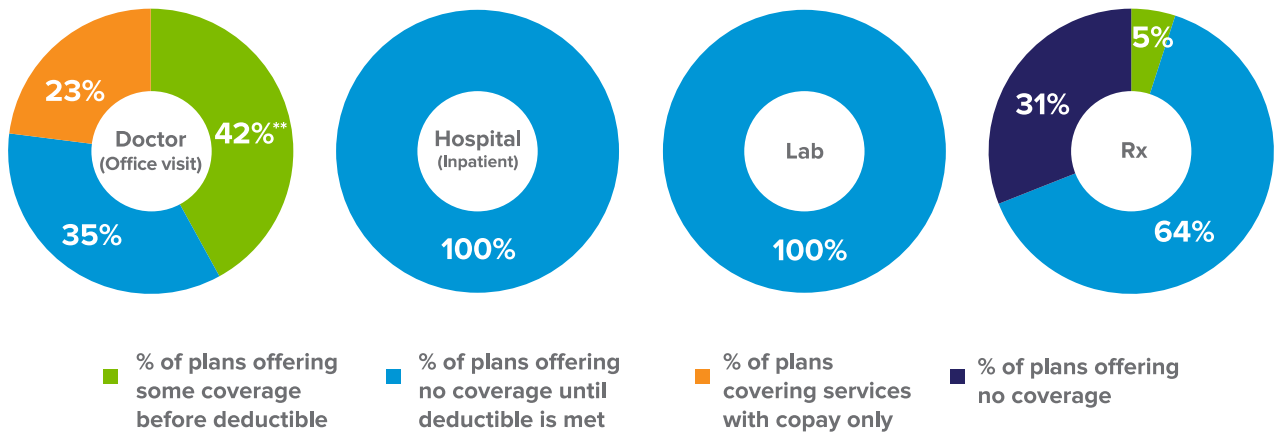 23%
42%**
35%
Doctor
(Office visit)
Hospital
(Inpatient)
100%
Lab
100%
5%
31%
64%
Rx
% of plans offering
some coverage
before deductible
% of plans offering
no coverage until
deductible is met
% of plans
covering services
with copay only
% of plans offering
no coverage